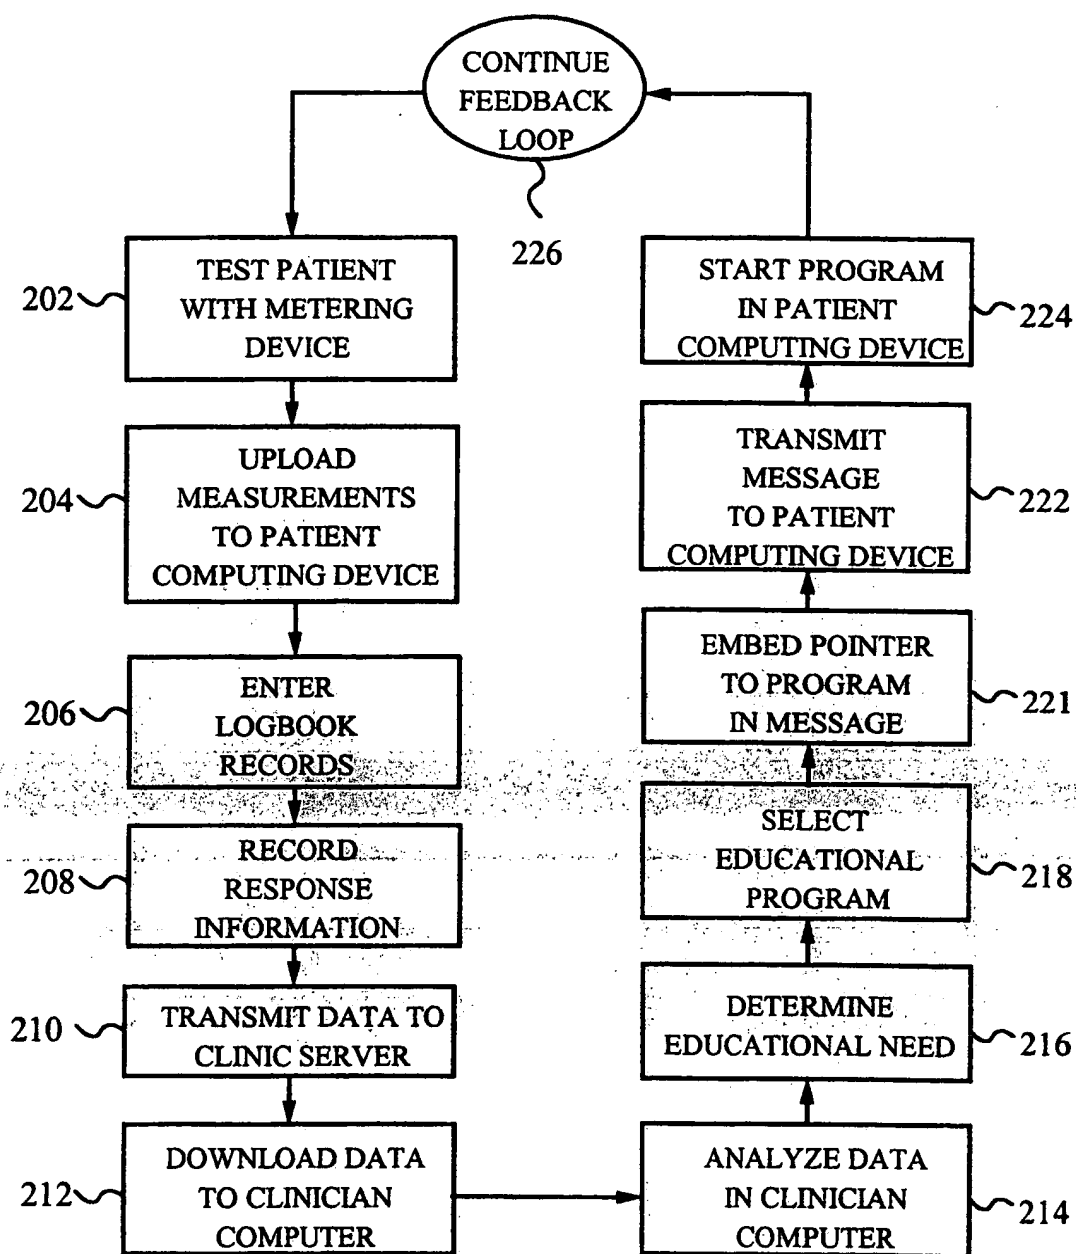 CONTINUE
FEEDBACK
LOOP
226
202
TEST PATIENT
WITH METERING
DEVICE
204
UPLOAD
MEASUREMENTS
TO PATIENT
COMPUTING DEVICE
206
ENTER
LOGBOOK
RECORDS
208
RECORD
RESPONSE
INFORMATION
210
TRANSMIT DATA TO
CLINIC SERVER
212
DOWNLOAD DATA
TO CLINICIAN
COMPUTER
ANALYZE DATA
IN CLINICIAN
COMPUTER
214
DETERMINE
EDUCATIONAL NEED
216
SELECT
EDUCATIONAL
PROGRAM
218
EMBED POINTER
TO PROGRAM
IN MESSAGE
221
TRANSMIT
MESSAGE
TO PATIENT
COMPUTING DEVICE
222
START PROGRAM
IN PATIENT
COMPUTING DEVICE
224